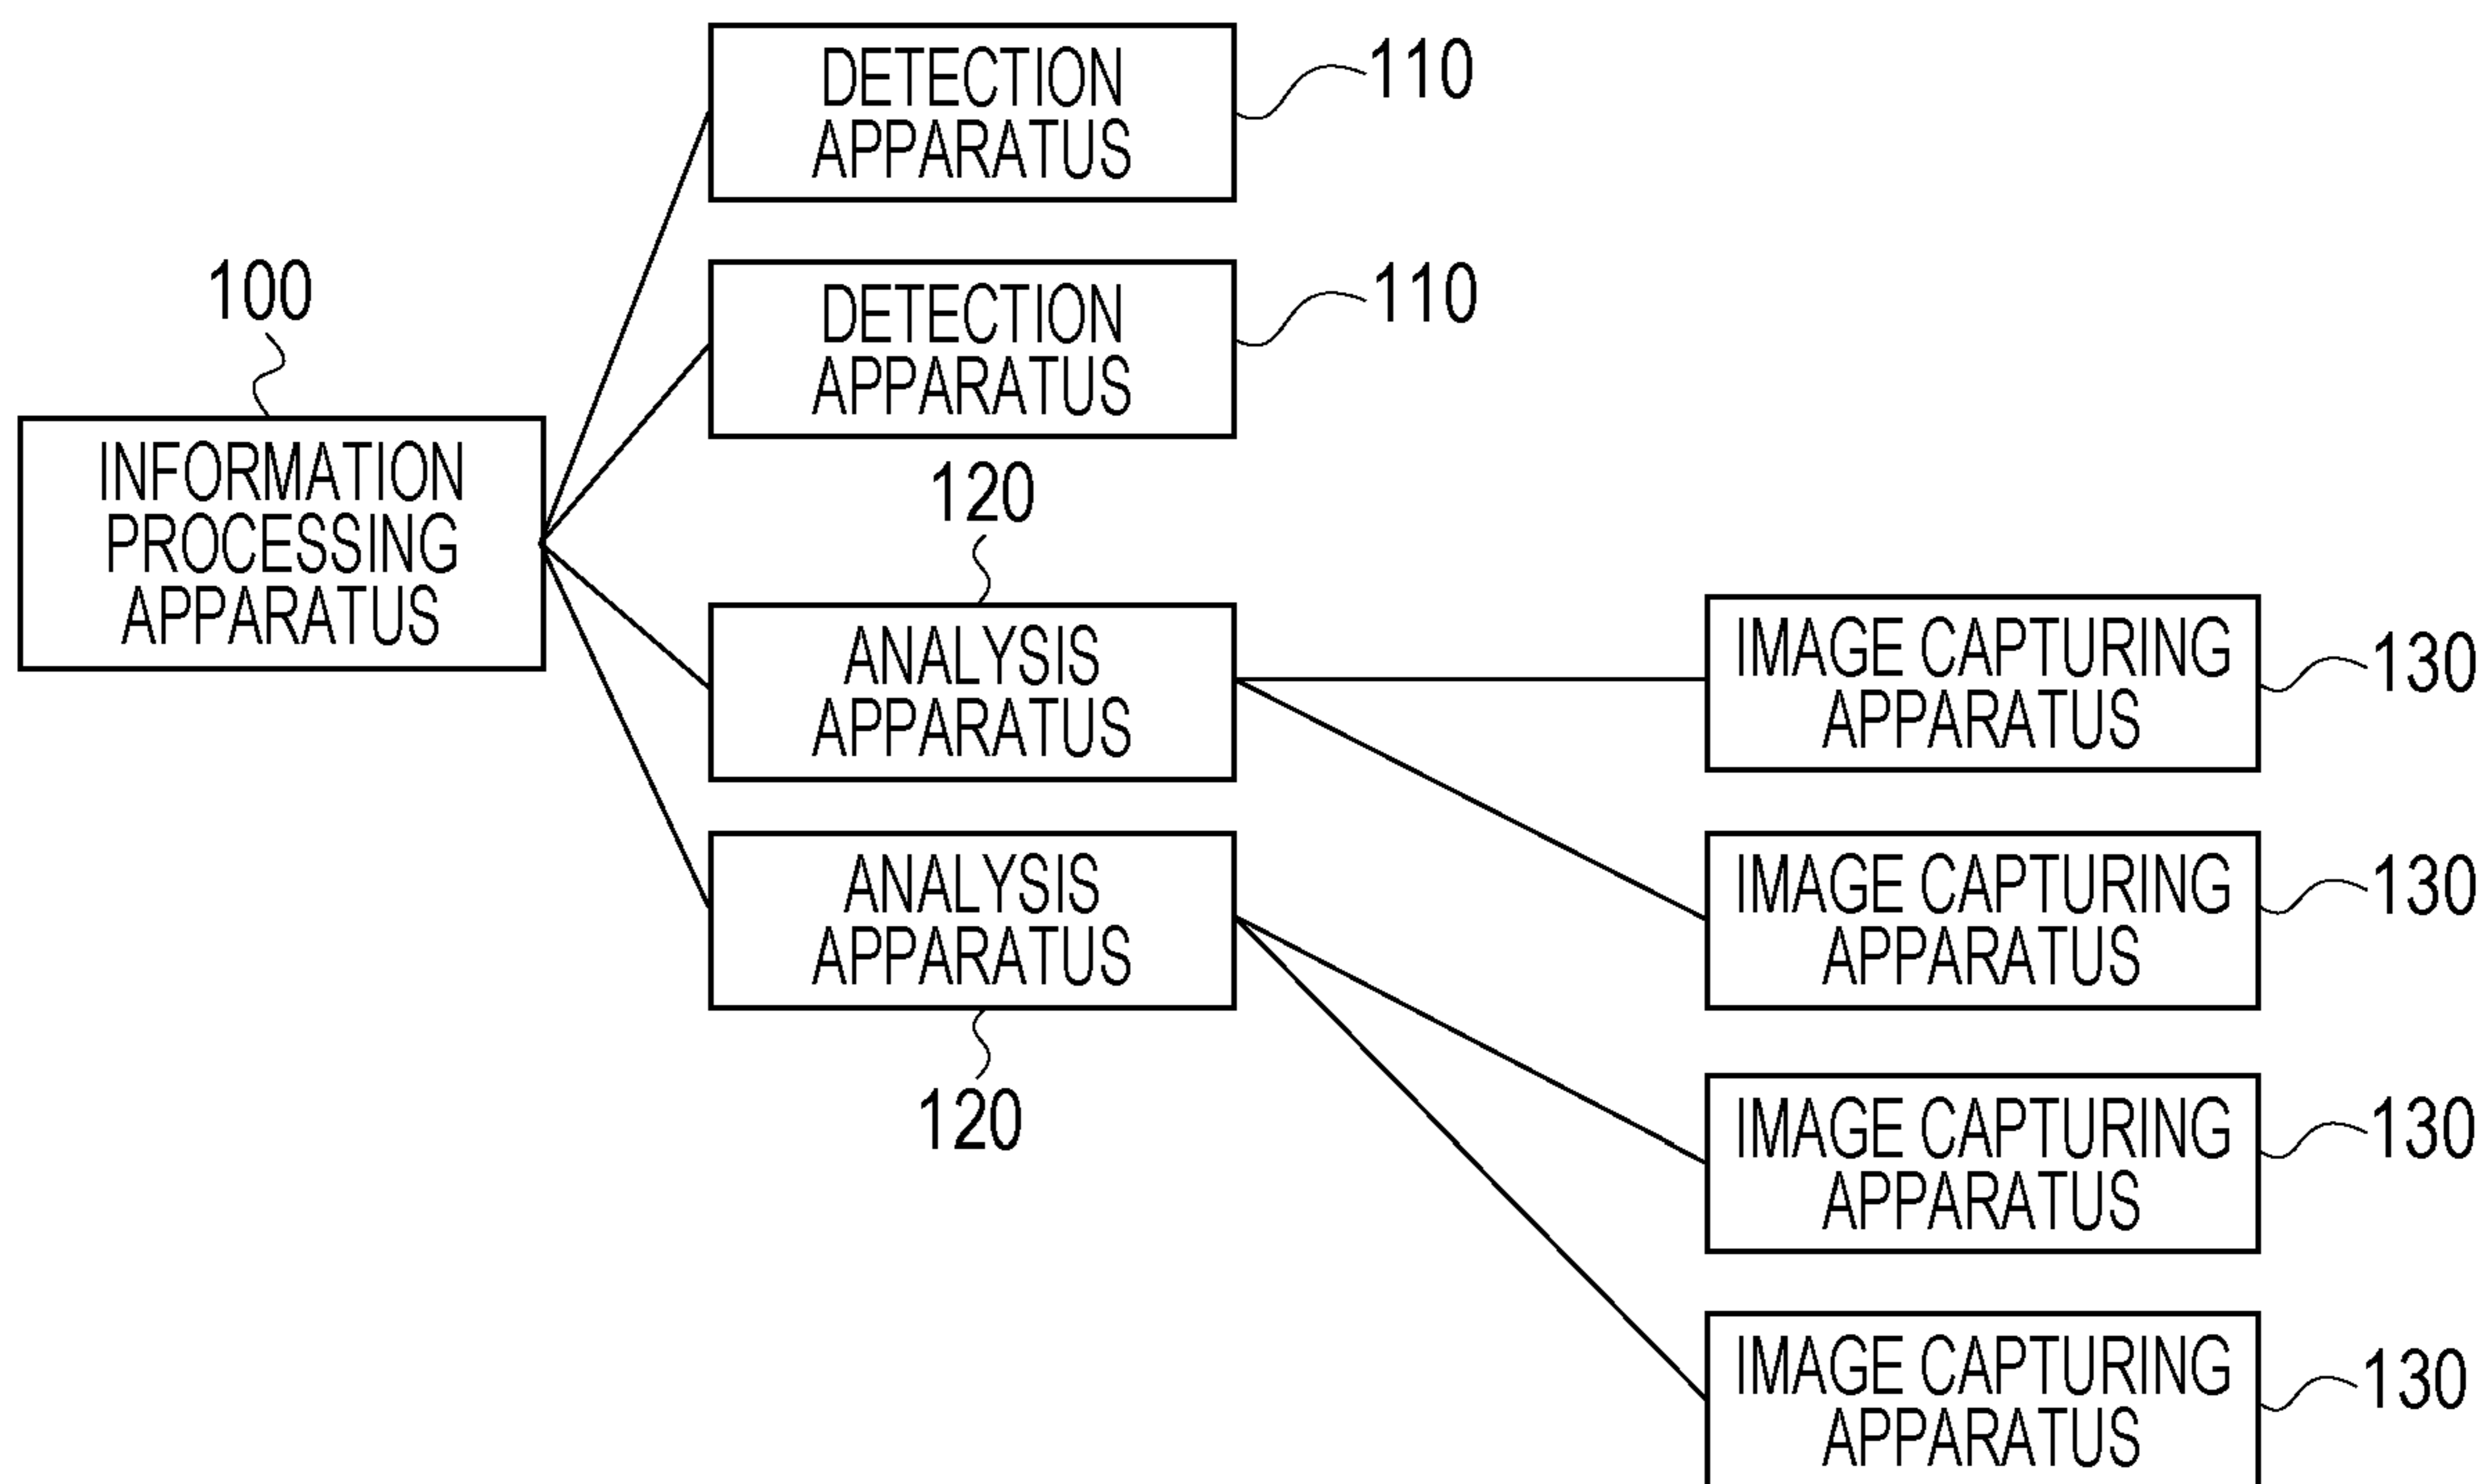 DETECTION
APPARATUS
110
DETECTION
APPARATUS
110
100
INFORMATION
PROCESSING
APPARATUS
120
ANALYSIS
APPARATUS
ANALYSIS
APPARATUS
120
IMAGE CAPTURING
APPARATUS
130
IMAGE CAPTURING
APPARATUS
130
IMAGE CAPTURING
APPARATUS
130
IMAGE CAPTURING
APPARATUS
130